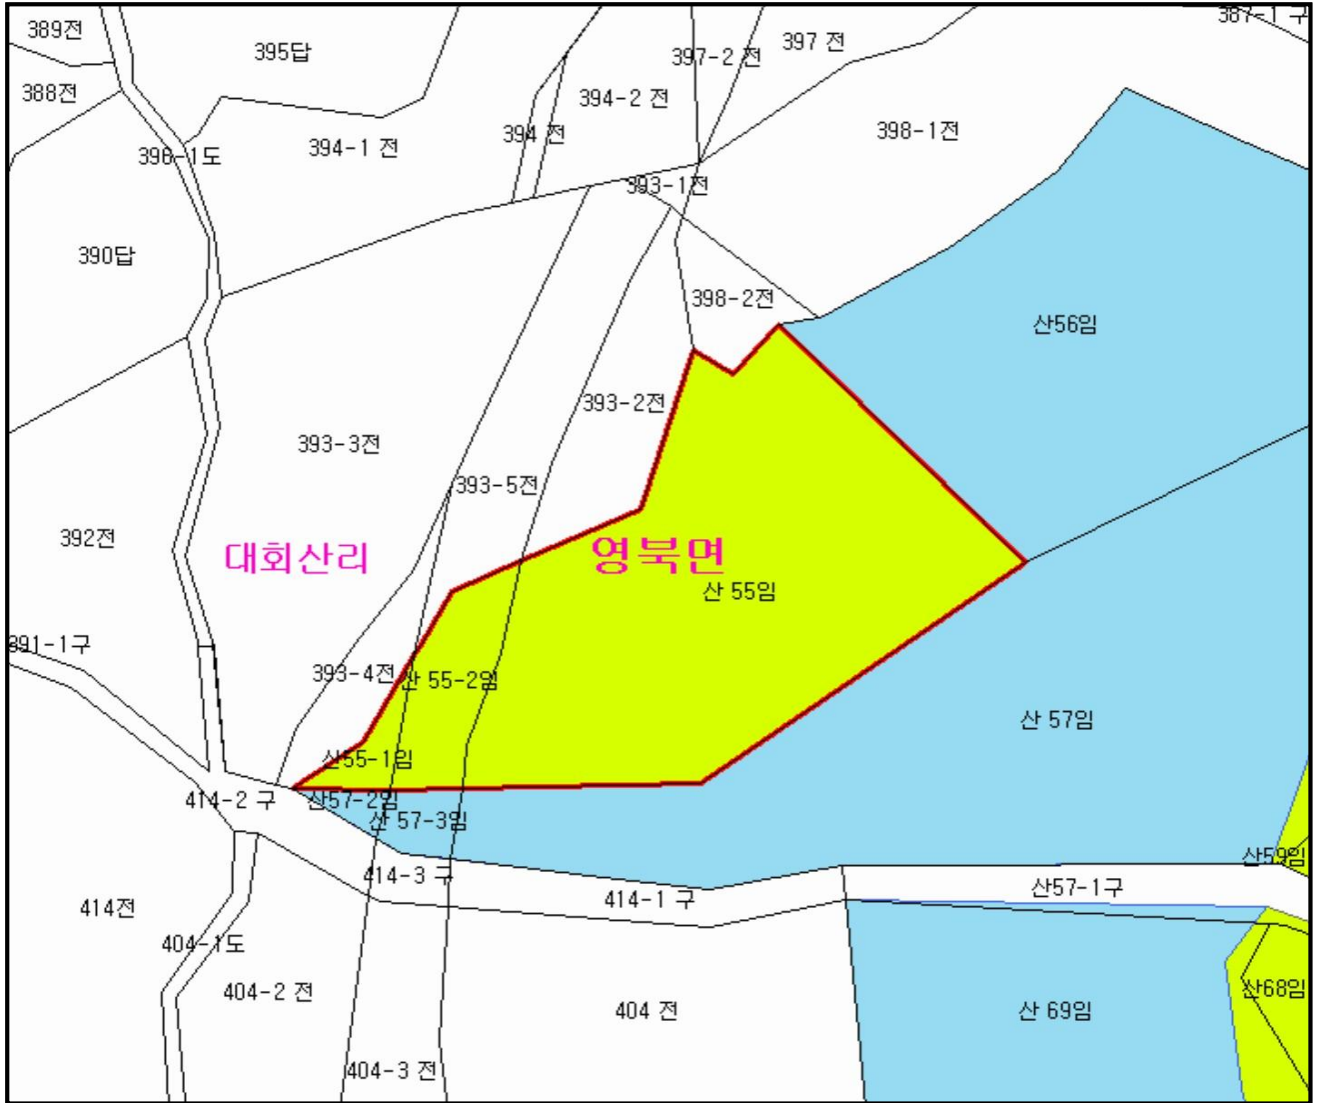 389전
387-1 구
395답
397-2 전
397 전
388전
394-2 전
394 전
398-1전
396-1도
394-1 전
393-1전
390답
398-2전
산56임
393-2전
393-3전
393-5전
392전
대회산리
영북면
산 55임
391-1구
393-4전
산 55-2임
산 57임
산55-1임
414-2 구
산57-2임
산 57-3임
산59임
414-3 구
산57-1구
414-1 구
414전
404-1도
404-2 전
산68임
404 전
산 69임
404-3 전